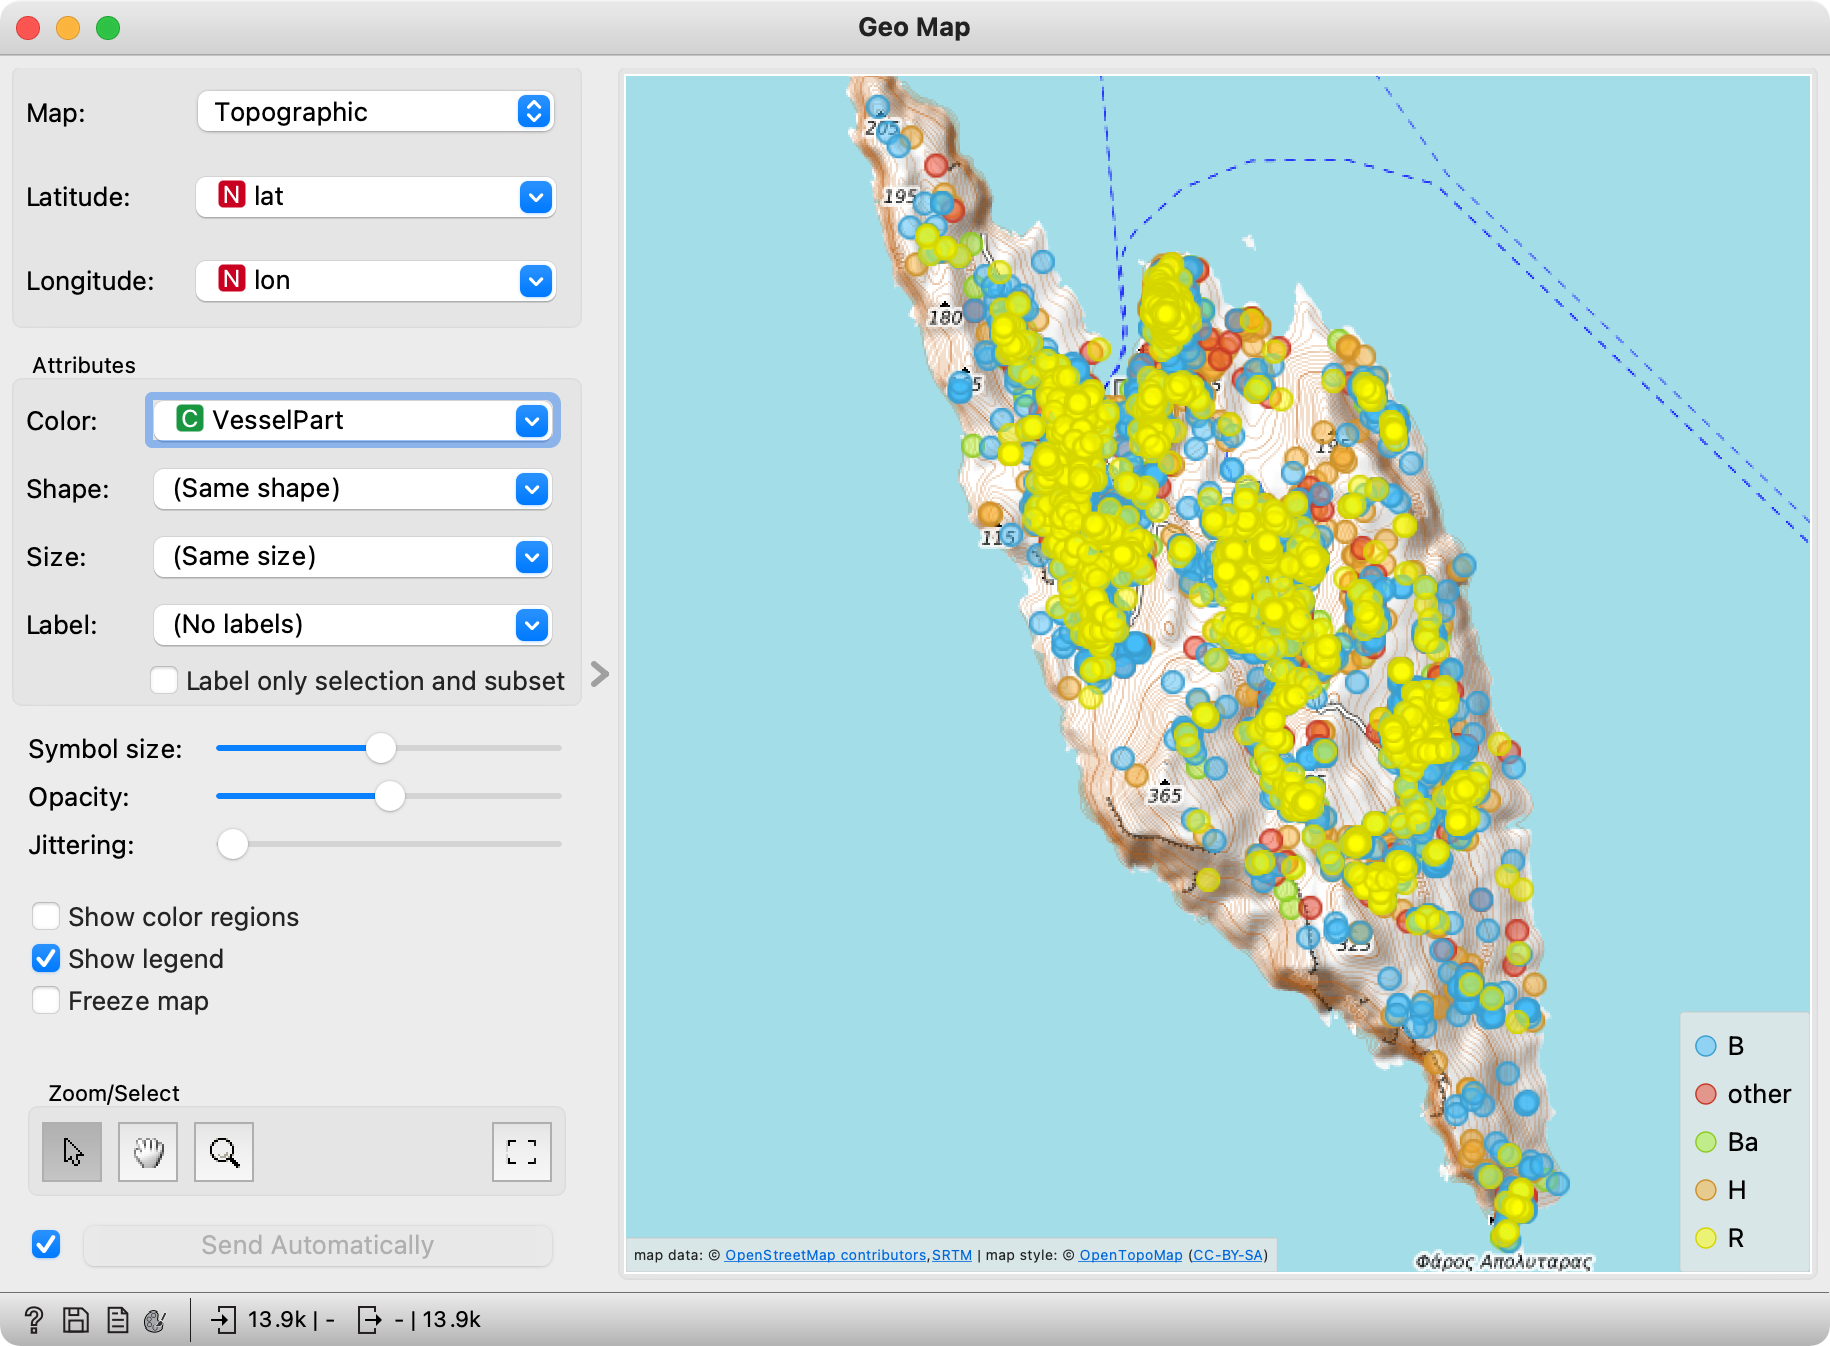 Geo Map
Map:
Topographic
Latitude:
N lat
Longitude:
N lon
Attributes
Color:
C VesselPart
Shape:
(Same shape)
Size:
(Same size)
Label:
(No labels)
Label only selection and subset
Symbol size:
Opacity:
Jittering:
Show color regions
Show legend
Freeze map
Zoom/Select
Send Automatically
? 13.9k | - - | 13.9k
205
195
180
115
195
365
325
Φάρος Απολυταρας
B
other
Ba
H
R
map data: © OpenStreetMap contributors, SRTM | map style: © OpenTopoMap (CC-BY-SA)